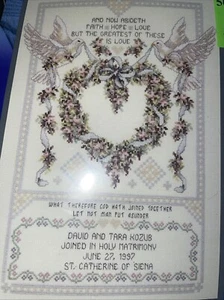 AND NOW ABIDETH
FAITH HOPE LOVE
BUT THE GREATEST OF THESE
IS LOVE
WHAT THEREFORE GOD HATH JOINED TOGETHER
LET NOT MAN PUT ASUNDER
DAVID AND TARA KOZUB
JOINED IN HOLY MATRIMONY
JUNE 27, 1997
ST. CATHERINE OF SIENA